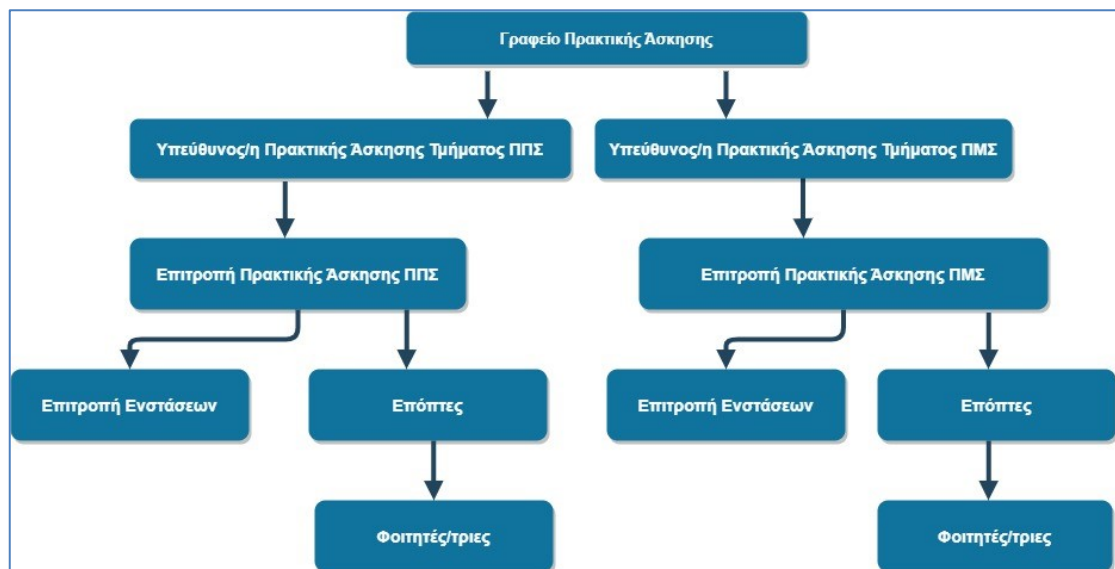 Γραφείο Πρακτικής Άσκησης
Υπεύθυνος/η Πρακτικής Άσκησης Τμήματος ΠΠΣ
Υπεύθυνος/η Πρακτικής Άσκησης Τμήματος ΠΜΣ
Επιτροπή Πρακτικής Άσκησης ΠΠΣ
Επιτροπή Πρακτικής Άσκησης ΠΜΣ
Επιτροπή Ενστάσεων
Επόπτες
Επιτροπή Ενστάσεων
Επόπτες
Φοιτητές/τριες
Φοιτητές/τριες